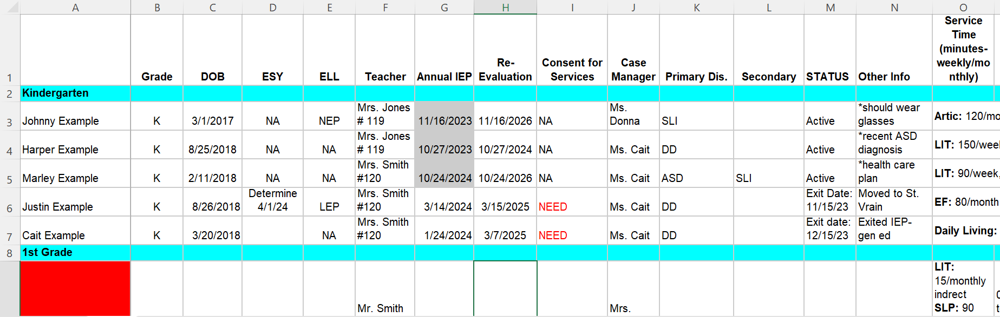 A B C D E F G H I J K L M N O
1 Grade DOB ESY ELL Teacher Annual IEP Re-Evaluation Consent for Services Case Manager Primary Dis. Secondary STATUS Other Info Service Time (minutes-weekly/monthly)
2 Kindergarten
3 Johnny Example K 3/1/2017 NA NEP Mrs. Jones # 119 11/16/2023 11/16/2026 NA Ms. Donna SLI Active *should wear glasses Artic: 120/mo
4 Harper Example K 8/25/2018 NA NA Mrs. Jones # 119 10/27/2023 10/27/2024 NA Ms. Cait DD Active *recent ASD diagnosis LIT: 150/week
5 Marley Example K 2/11/2018 NA NA Mrs. Smith #120 10/24/2024 10/24/2026 NA Ms. Cait ASD SLI Active *health care plan LIT: 90/week,
6 Justin Example K 8/26/2018 Determine 4/1/24 LEP Mrs. Smith #120 3/14/2024 3/15/2025 NEED Ms. Cait DD Exit Date: 11/15/23 Moved to St. Vrain EF: 80/month
7 Cait Example K 3/20/2018 NA Mrs. Smith #120 1/24/2024 3/7/2025 NEED Ms. Cait DD Exit date: 12/15/23 Exited IEP-gen ed Daily Living:
8 1st Grade
Mr. Smith Mrs. LIT: 15/monthly indirect SLP: 90